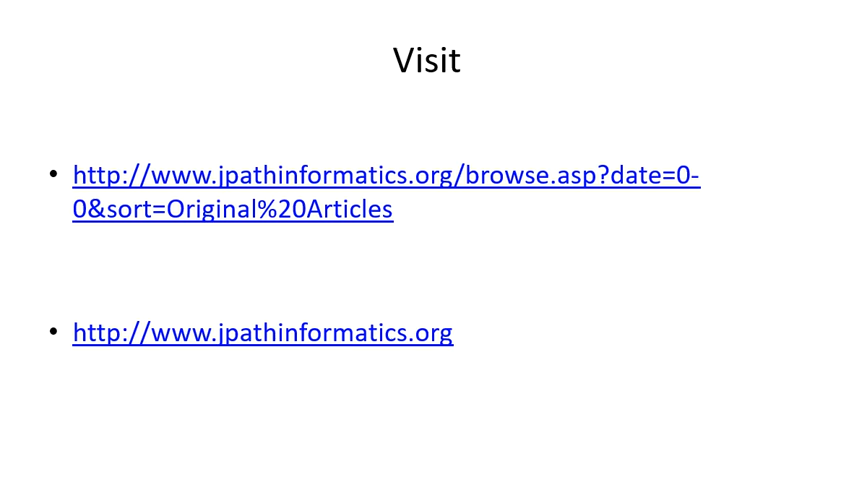 Visit
• http://www.jpathinformatics.org/browse.asp?date=0-
0&sort=Original%20Articles
• http://www.jpathinformatics.org